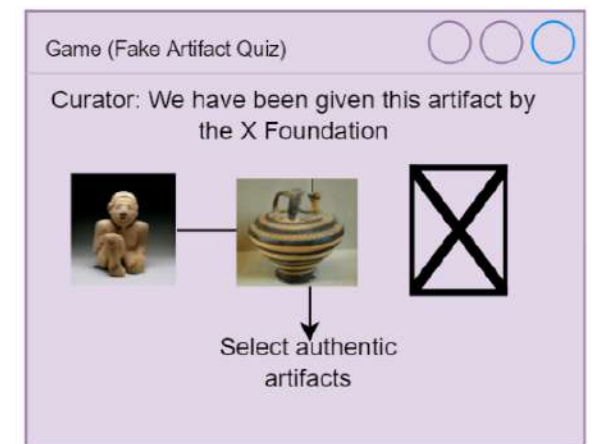 Game (Fake Artifact Quiz)
Curator: We have been given this artifact by
the X Foundation
Select authentic
artifacts